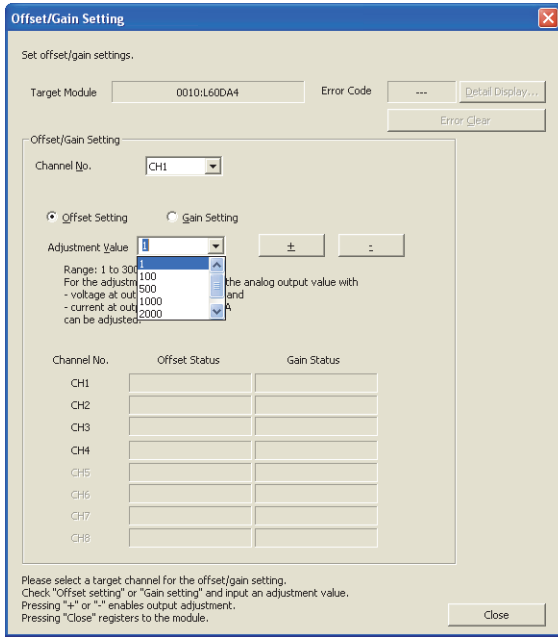 Offset/Gain Setting
Set offset/gain settings.
Target Module 0010:L60DA4 Error Code --- Detail Display...
Error Clear
Offset/Gain Setting
Channel No. CH1
Offset Setting Gain Setting
Adjustment Value 1 + -
Range: 1 to 300
1
100
For the adjustm the analog output value with
500
- voltage at out and
1000
- current at outp A
2000
can be adjusted.
Channel No. Offset Status Gain Status
CH1
CH2
CH3
CH4
CH5
CH6
CH7
CH8
Please select a target channel for the offset/gain setting.
Check "Offset setting" or "Gain setting" and input an adjustment value.
Pressing "+" or "-" enables output adjustment.
Pressing "Close" registers to the module.
Close